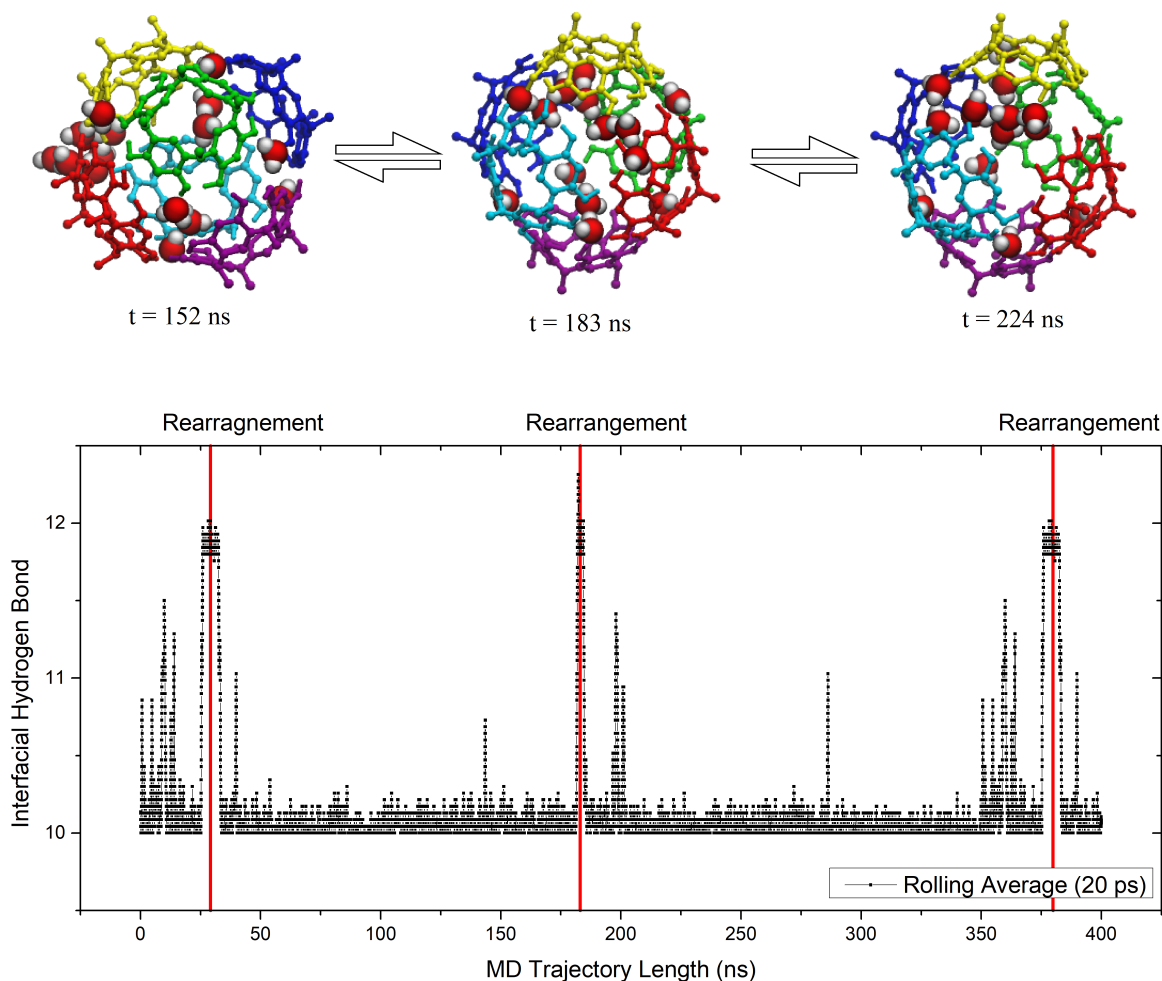 t = 152 ns
t = 183 ns
t = 224 ns
Rearragnement
Rearrangement
Rearrangement
12
11
10
Interfacial Hydrogen Bond
Rolling Average (20 ps)
0 50 100 150 200 250 300 350 400
MD Trajectory Length (ns)